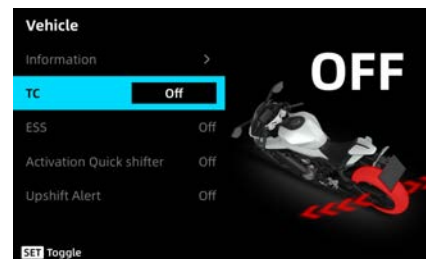 Vehicle
Information >
OFF
TC Off
ESS Off
Activation Quick shifter Off
Upshift Alert Off
SET Toggle